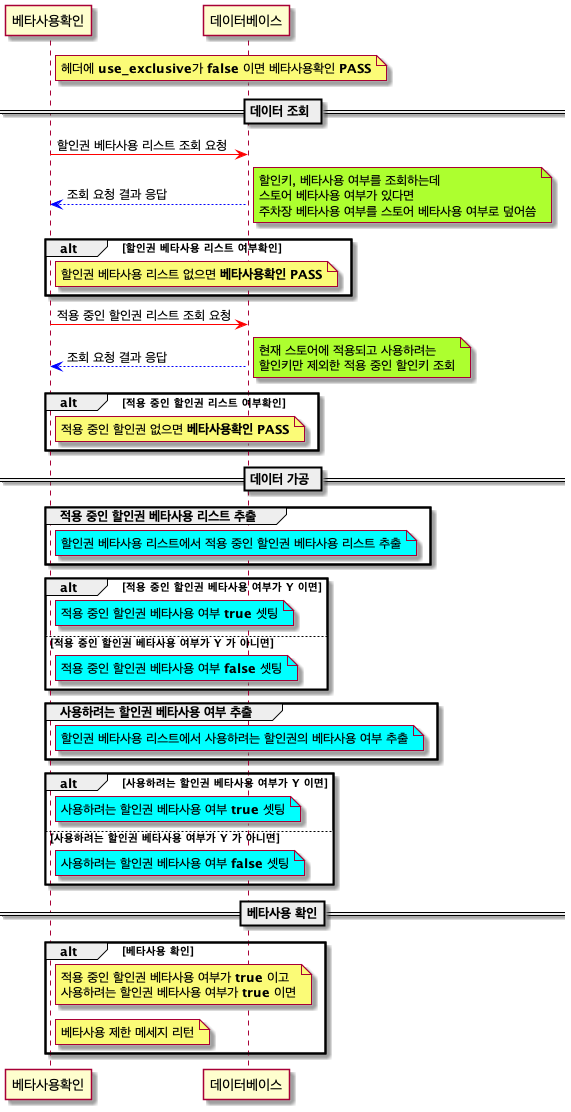 베타사용확인
데이터베이스
헤더에 use_exclusive가 false 이면 베타사용확인 PASS
데이터 조회
할인권 베타사용 리스트 조회 요청
할인키, 베타사용 여부를 조회하는데
스토어 베타사용 여부가 있다면
주차장 베타사용 여부를 스토어 베타사용 여부로 덮어씀
조회 요청 결과 응답
alt [할인권 베타사용 리스트 여부확인]
할인권 베타사용 리스트 없으면 베타사용확인 PASS
적용 중인 할인권 리스트 조회 요청
현재 스토어에 적용되고 사용하려는
할인키만 제외한 적용 중인 할인키 조회
조회 요청 결과 응답
alt [적용 중인 할인권 리스트 여부확인]
적용 중인 할인권 없으면 베타사용확인 PASS
데이터 가공
적용 중인 할인권 베타사용 리스트 추출
할인권 베타사용 리스트에서 적용 중인 할인권 베타사용 리스트 추출
alt [적용 중인 할인권 베타사용 여부가 Y 이면]
적용 중인 할인권 베타사용 여부 true 셋팅
[적용 중인 할인권 베타사용 여부가 Y 가 아니면]
적용 중인 할인권 베타사용 여부 false 셋팅
사용하려는 할인권 베타사용 여부 추출
할인권 베타사용 리스트에서 사용하려는 할인권의 베타사용 여부 추출
alt [사용하려는 할인권 베타사용 여부가 Y 이면]
사용하려는 할인권 베타사용 여부 true 셋팅
[사용하려는 할인권 베타사용 여부가 Y 가 아니면]
사용하려는 할인권 베타사용 여부 false 셋팅
베타사용 확인
alt [베타사용 확인]
적용 중인 할인권 베타사용 여부가 true 이고
사용하려는 할인권 베타사용 여부가 true 이면
베타사용 제한 메세지 리턴
베타사용확인
데이터베이스